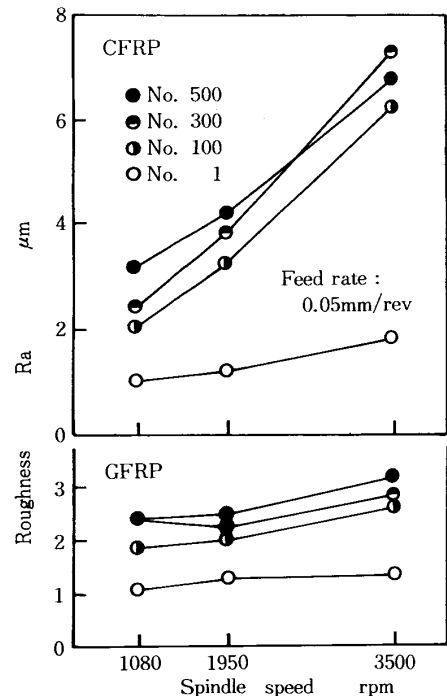 8
CFRP
● No. 500
◓ No. 300
◑ No. 100
○ No. 1
6
μm
4
Feed rate :
0.05mm/rev
2
Ra
0
GFRP
Roughness
3
2
1
0
1080 1950 3500
Spindle speed rpm